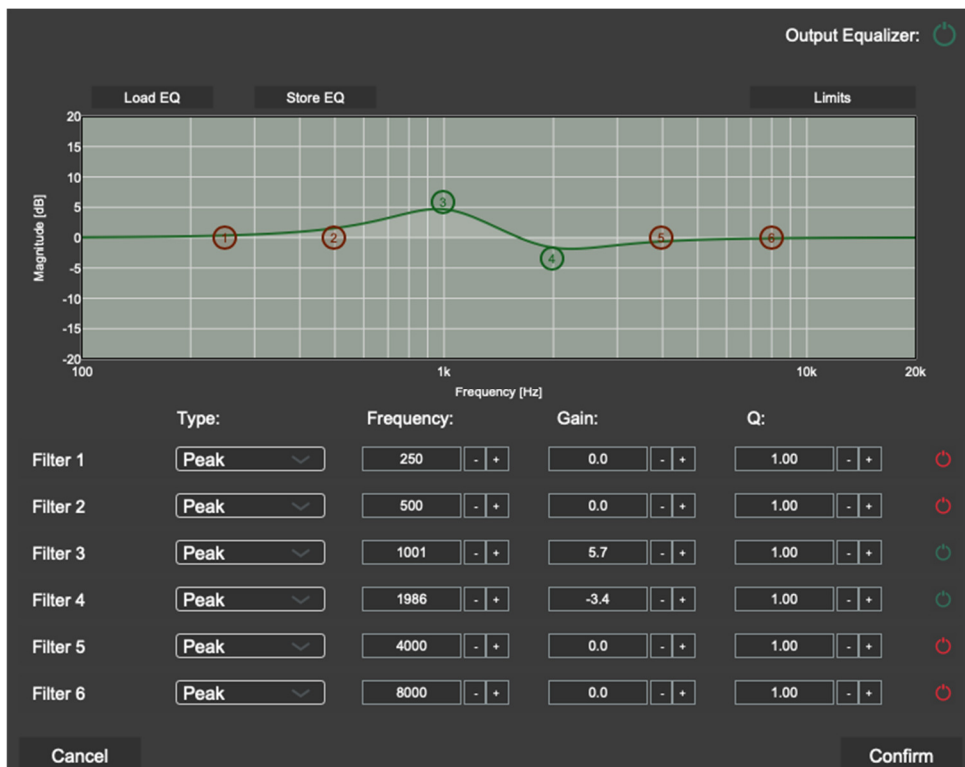 Output Equalizer:
Load EQ Store EQ Limits
20
15
10
5
0
-5
-10
-15
-20
Magnitude [dB]
1 2 3 4 5 6
100 1k 10k 20k
Frequency [Hz]
Type: Frequency: Gain: Q:
Filter 1 Peak 250 - + 0.0 - + 1.00 - +
Filter 2 Peak 500 - + 0.0 - + 1.00 - +
Filter 3 Peak 1001 - + 5.7 - + 1.00 - +
Filter 4 Peak 1986 - + -3.4 - + 1.00 - +
Filter 5 Peak 4000 - + 0.0 - + 1.00 - +
Filter 6 Peak 8000 - + 0.0 - + 1.00 - +
Cancel Confirm